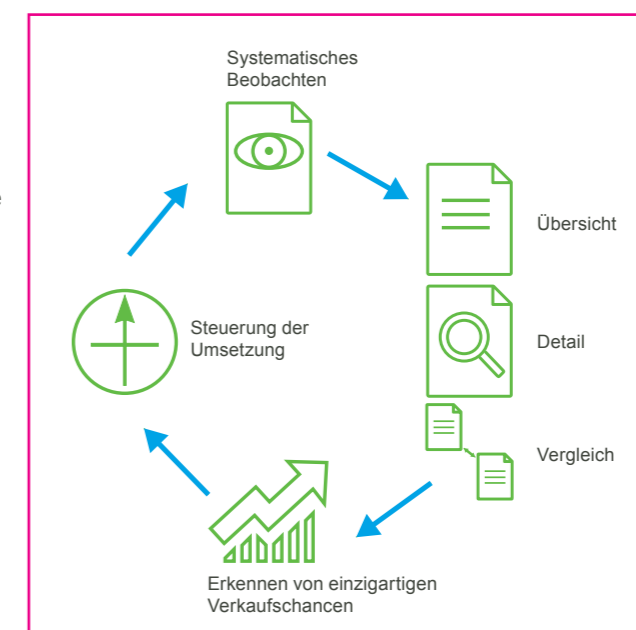 Systematisches
Beobachten
Übersicht
Detail
Vergleich
Erkennen von einzigartigen
Verkaufschancen
Steuerung der
Umsetzung
e